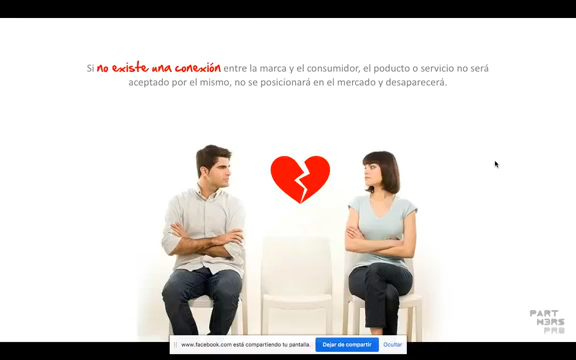 Si no existe una conexión entre la marca y el consumidor, el poducto o servicio no será
aceptado por el mismo, no se posicionará en el mercado y desaparecerá.
PART
N3RS
PRO
www.facebook.com está compartiendo tu pantalla.
Dejar de compartir
Ocultar